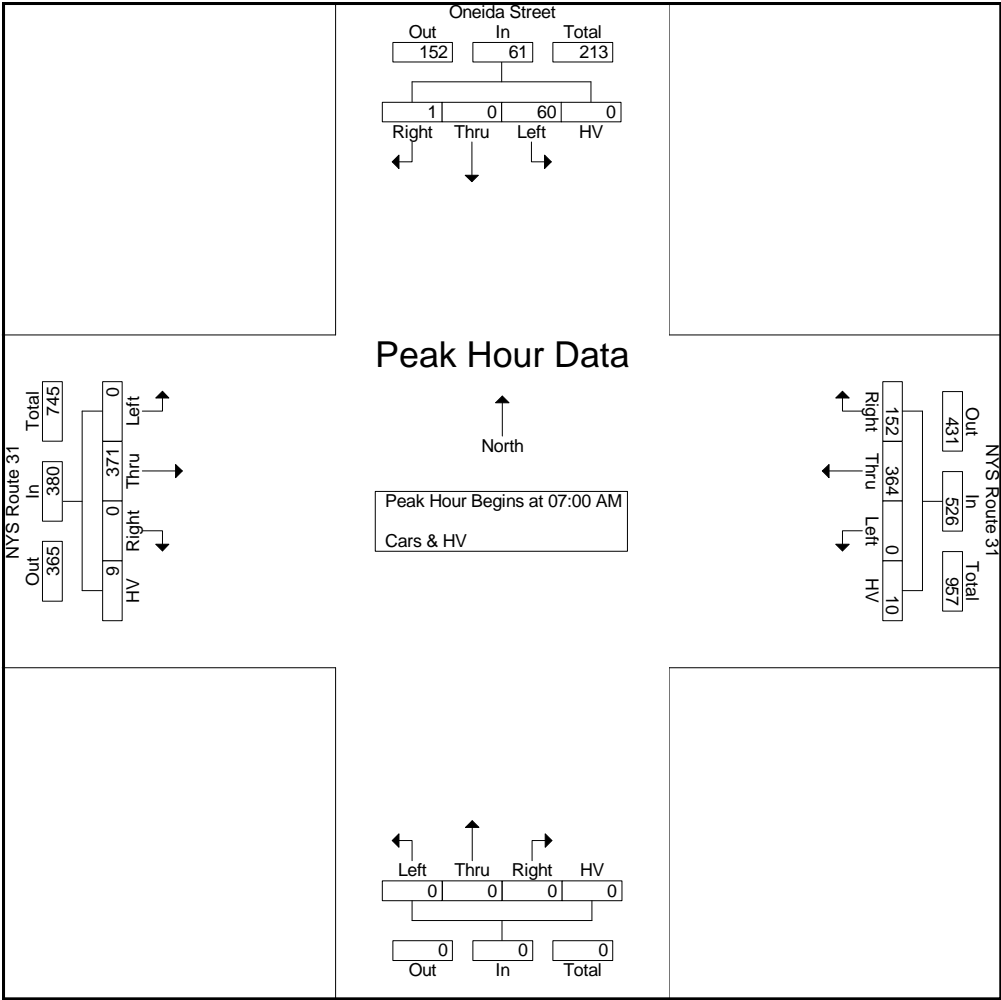 Oneida Street
Out In Total
152 61 213
1 0 60 0
Right Thru Left HV
Peak Hour Data
North
Peak Hour Begins at 07:00 AM
Cars & HV
NYS Route 31
Total In Out
745 380 365
0 371 0 9
Left Thru Right HV
NYS Route 31
Out In Total
431 526 957
152 364 0 10
Right Thru Left HV
Left Thru Right HV
0 0 0 0
0 0 0
Out In Total